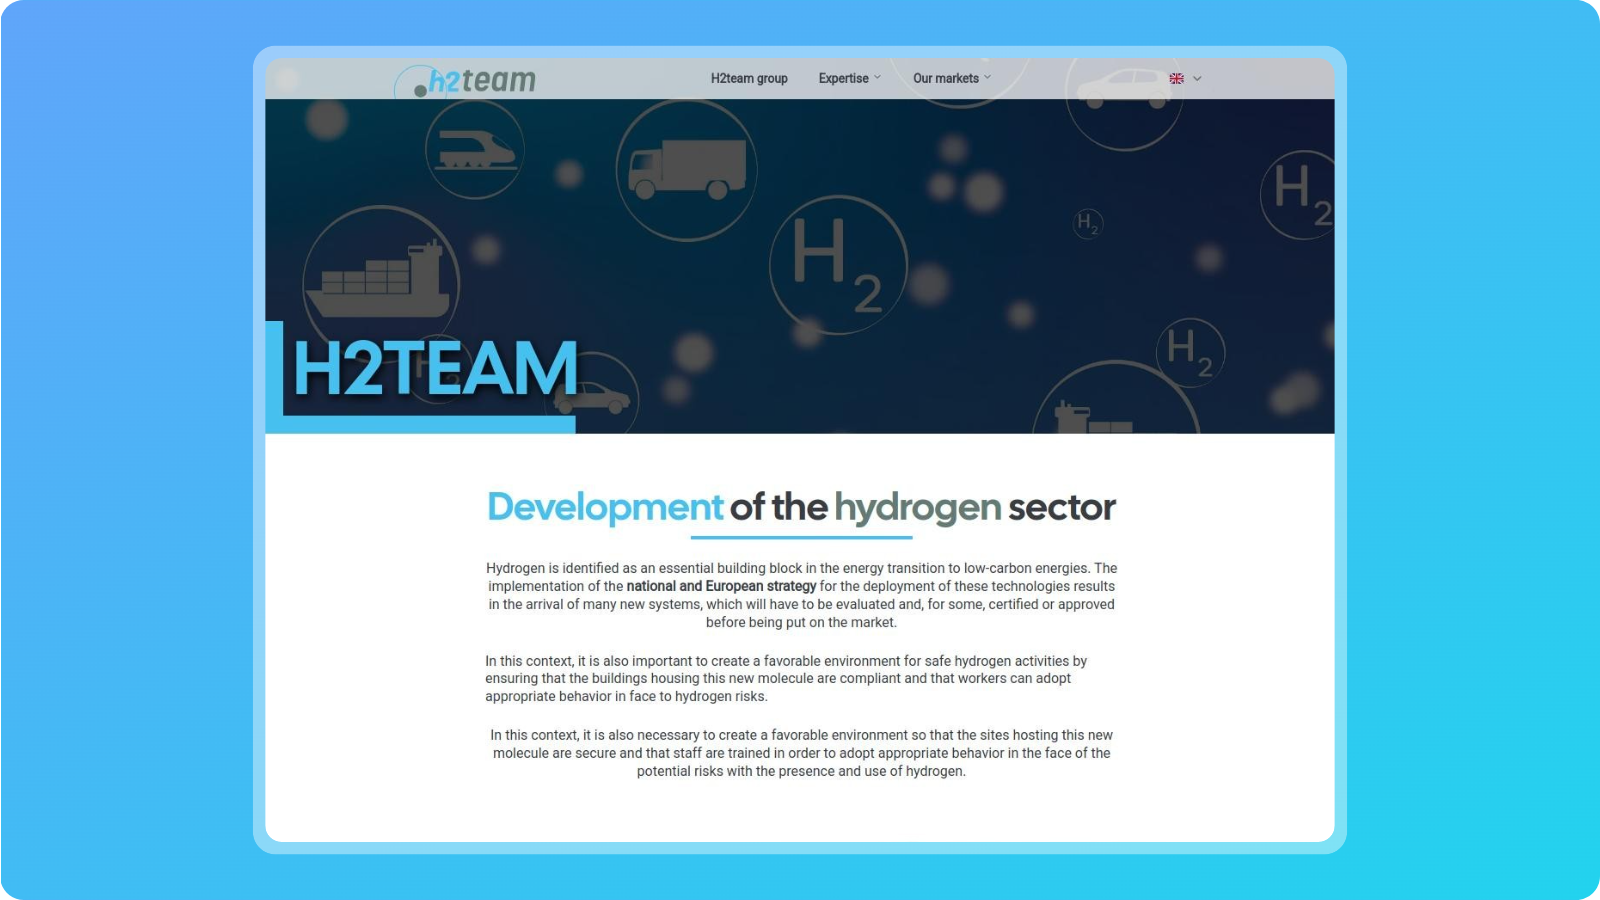 h2team
H2team group
Expertise
Our markets
H2
H2
H2
H2
H2
H2TEAM
Development of the hydrogen sector
Hydrogen is identified as an essential building block in the energy transition to low-carbon energies. The
implementation of the national and European strategy for the deployment of these technologies results
in the arrival of many new systems, which will have to be evaluated and, for some, certified or approved
before being put on the market.
In this context, it is also important to create a favorable environment for safe hydrogen activities by
ensuring that the buildings housing this new molecule are compliant and that workers can adopt
appropriate behavior in face to hydrogen risks.
In this context, it is also necessary to create a favorable environment so that the sites hosting this new
molecule are secure and that staff are trained in order to adopt appropriate behavior in the face of the
potential risks with the presence and use of hydrogen.